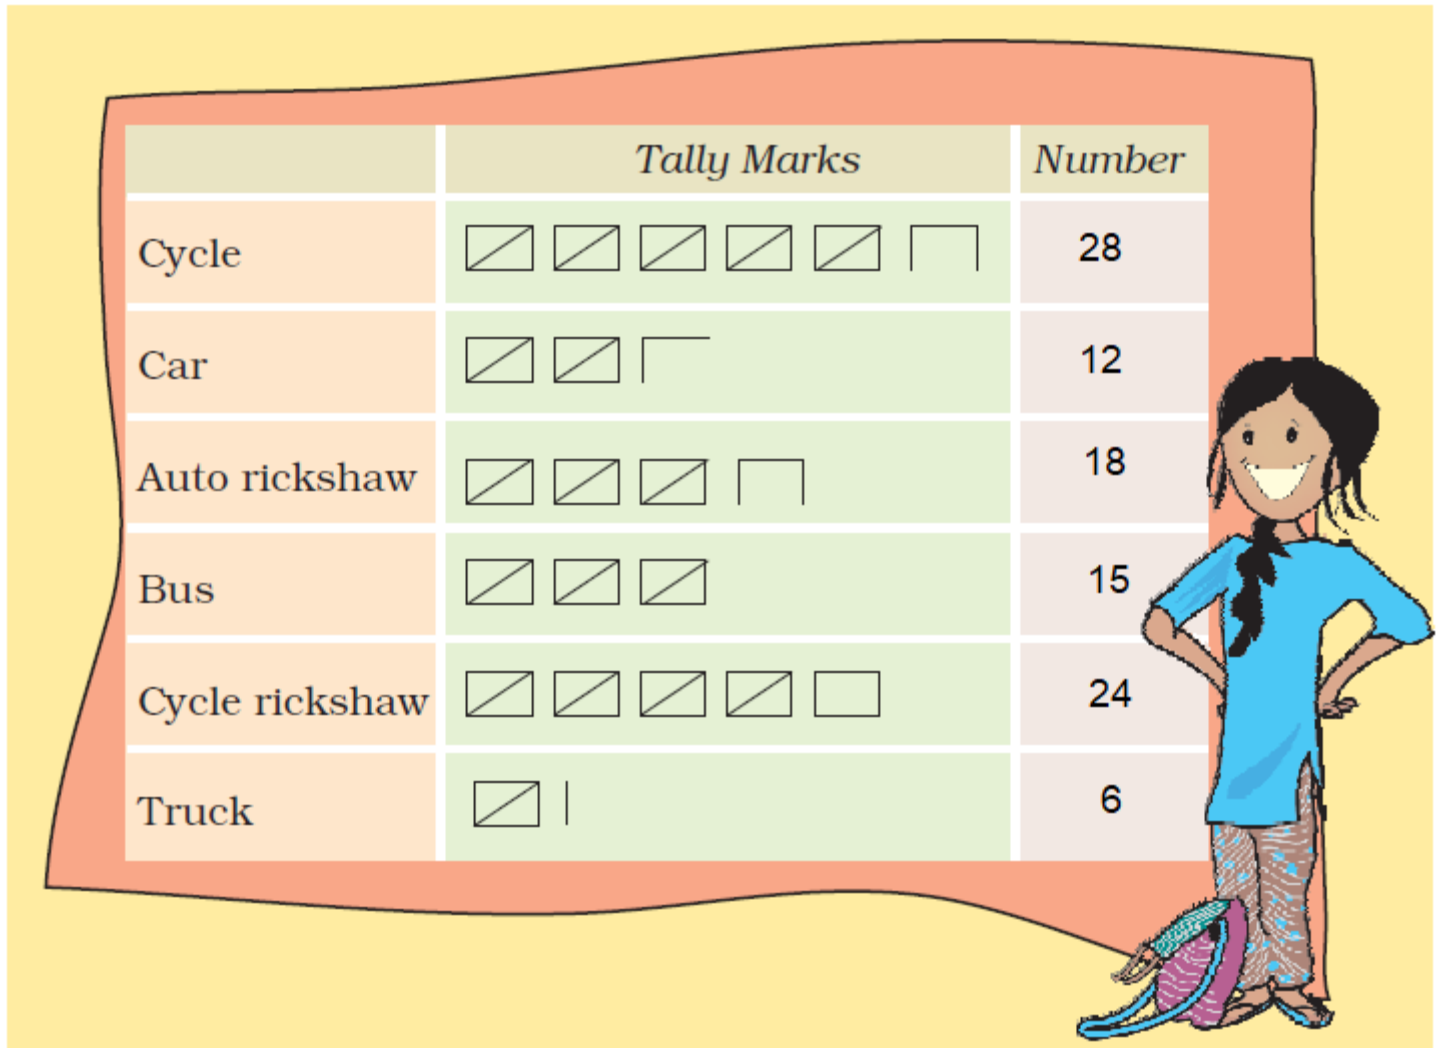 Tally Marks Number
Cycle 28
Car 12
Auto rickshaw 18
Bus 15
Cycle rickshaw 24
Truck 6